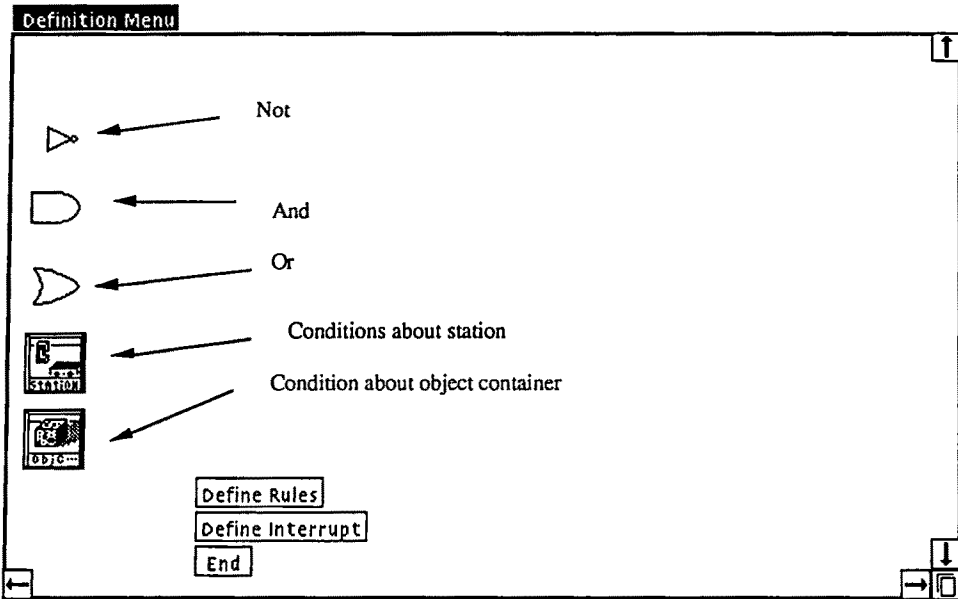 Definition Menu
Not
And
Or
Conditions about station
Station
Condition about object container
Objc...
Define Rules
Define Interrupt
End